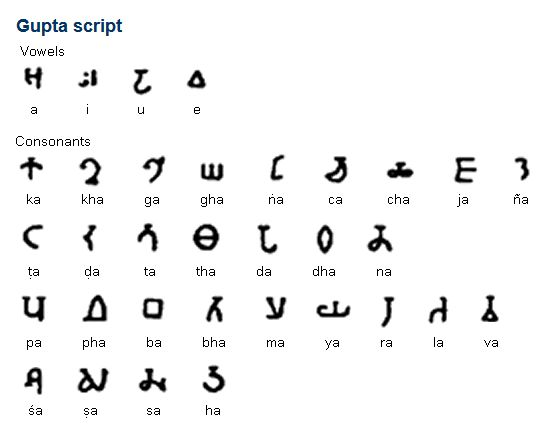 Gupta script
Vowels
𑀅 𑀇 𑀉 𑀏
a i u e
Consonants
𑀓 𑀔 𑀕 𑀖 𑀗 𑀘 𑀙 𑀚 𑀜
ka kha ga gha ṅa ca cha ja ña
𑀝 𑀟 𑀢 𑀣 𑀤 𑀥 𑀦
ṭa ḍa ta tha da dha na
𑀧 𑀨 𑀩 𑀪 𑀫 𑀬 𑀭 𑀮 𑀯
pa pha ba bha ma ya ra la va
𑀰 𑀱 𑀲 𑀳
śa ṣa sa ha